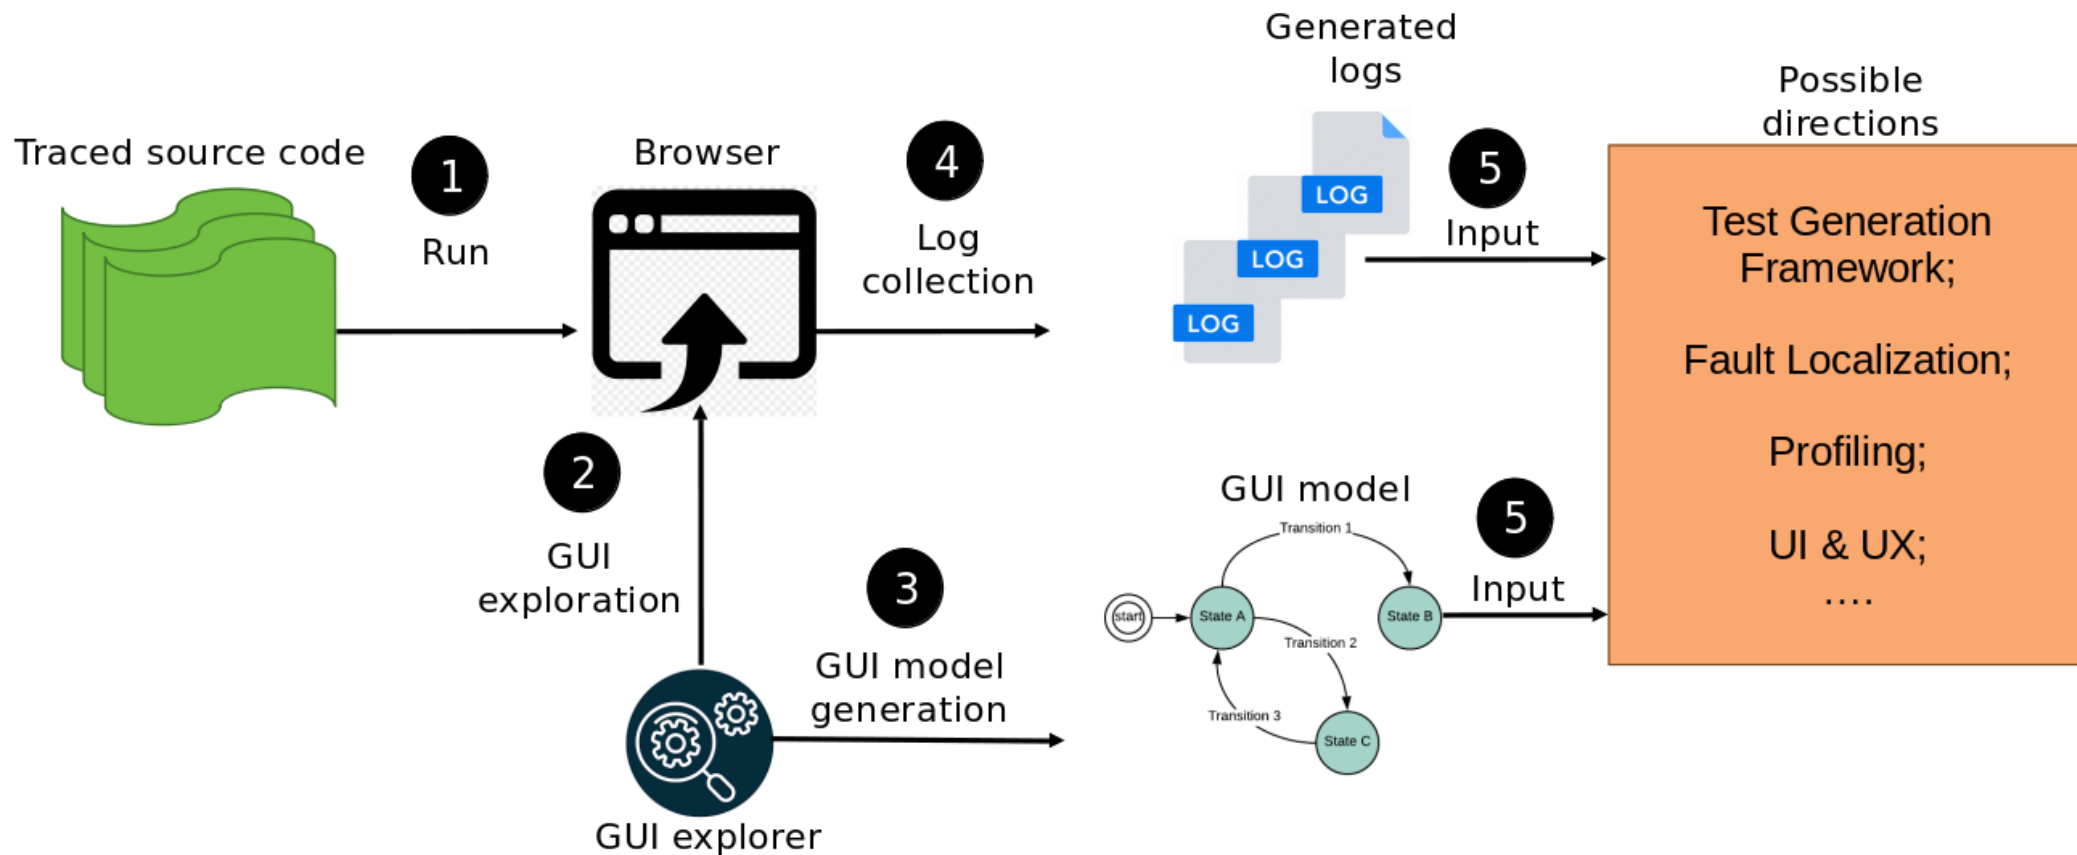 Traced source code
1
Run
Browser
4
Log
collection
Generated
logs
LOG
LOG
LOG
5
Input
Possible
directions
Test Generation
Framework;
Fault Localization;
Profiling;
UI & UX;
....
2
GUI
exploration
3
GUI model
generation
GUI explorer
GUI model
Transition 1
start
State A
State B
Transition 2
Transition 3
State C
5
Input